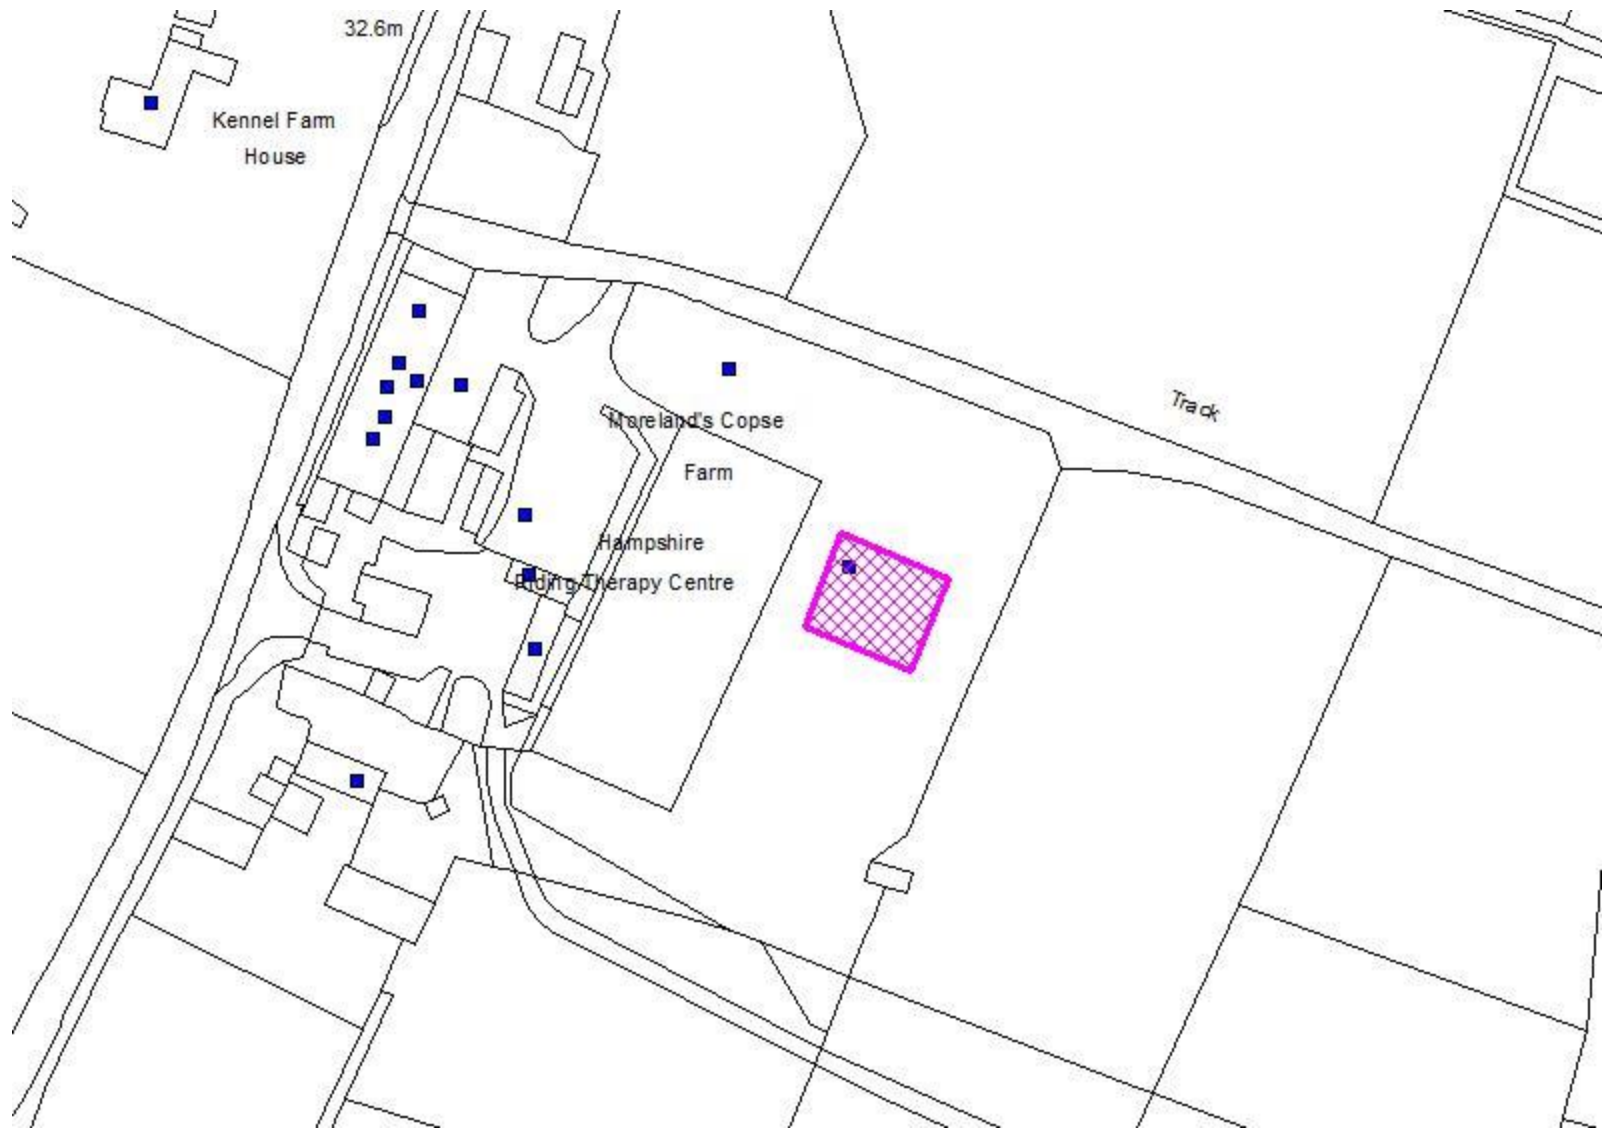 32.6m
Kennel Farm
House
Track
Moreland's Copse
Farm
Hampshire
Riding Therapy Centre